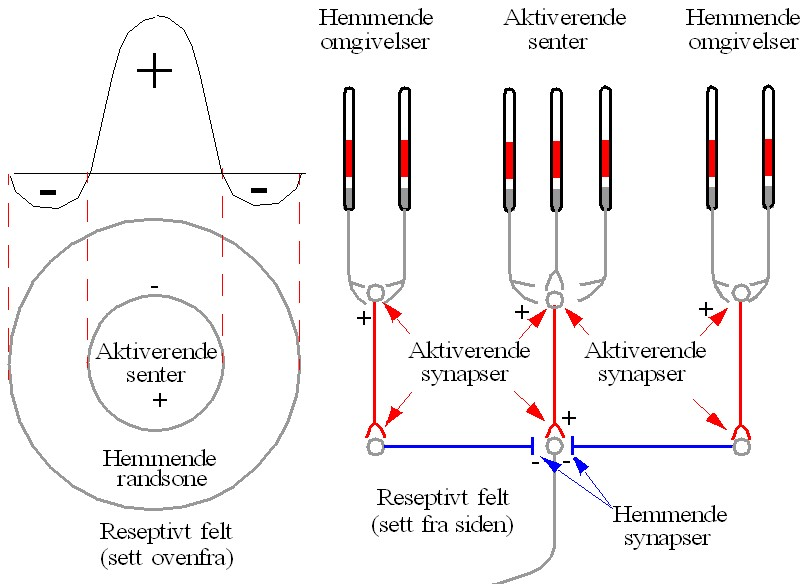 Hemmende
omgivelser
Aktiverende
senter
Hemmende
omgivelser
+
-
-
-
Aktiverende
senter
+
Hemmende
randsone
Reseptivt felt
(sett ovenfra)
+
+
+
Aktiverende
synapser
Aktiverende
synapser
+
-
-
Reseptivt felt
(sett fra siden)
Hemmende
synapser